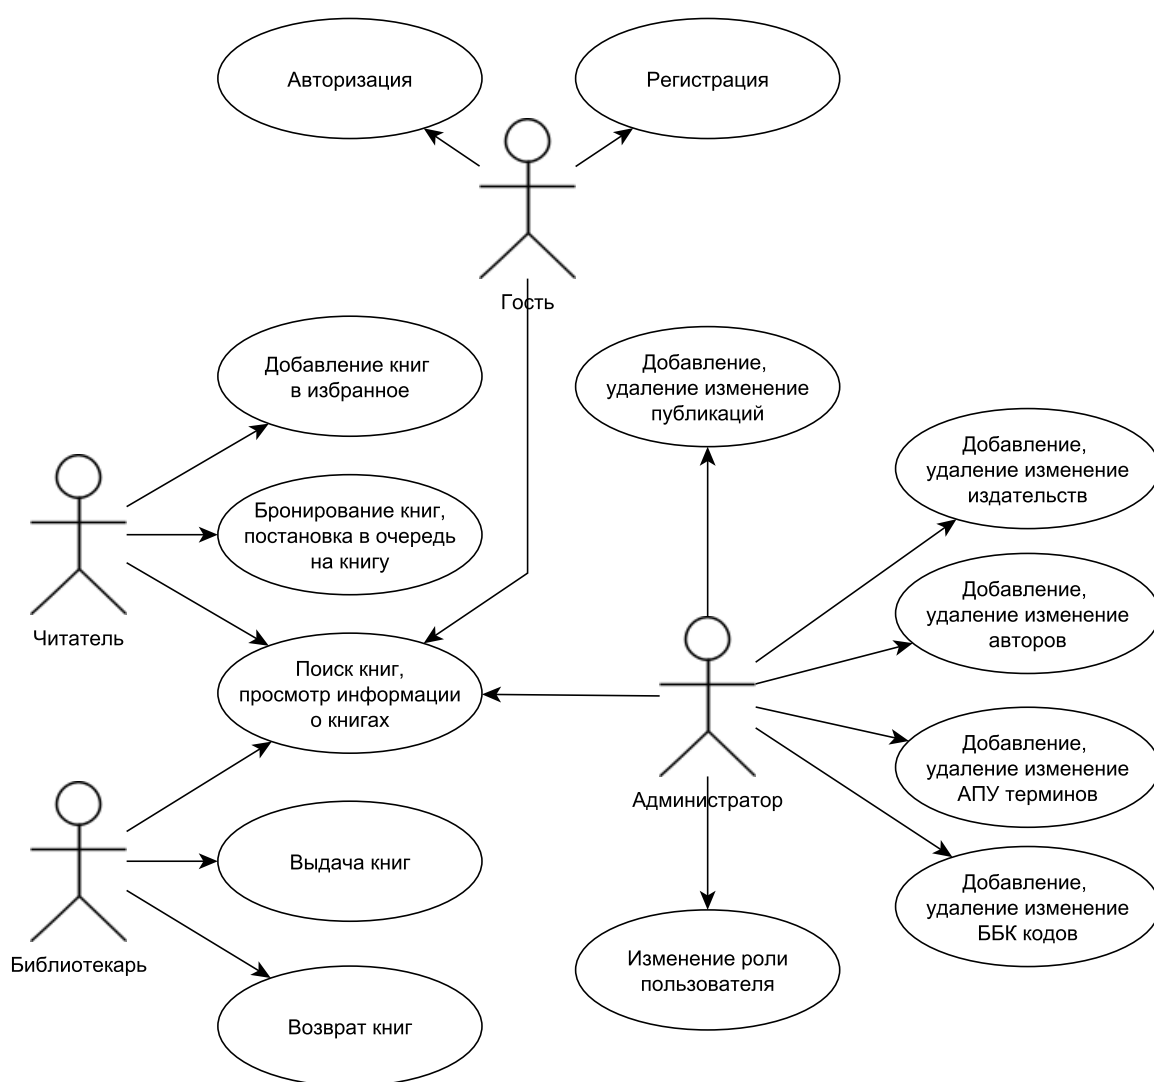 Авторизация
Регистрация
Гость
Добавление книг
в избранное
Добавление,
удаление изменение
публикаций
Добавление,
удаление изменение
издательств
Бронирование книг,
постановка в очередь
на книгу
Читатель
Добавление,
удаление изменение
авторов
Поиск книг,
просмотр информации
о книгах
Администратор
Добавление,
удаление изменение
АПУ терминов
Выдача книг
Библиотекарь
Добавление,
удаление изменение
ББК кодов
Изменение роли
пользователя
Возврат книг